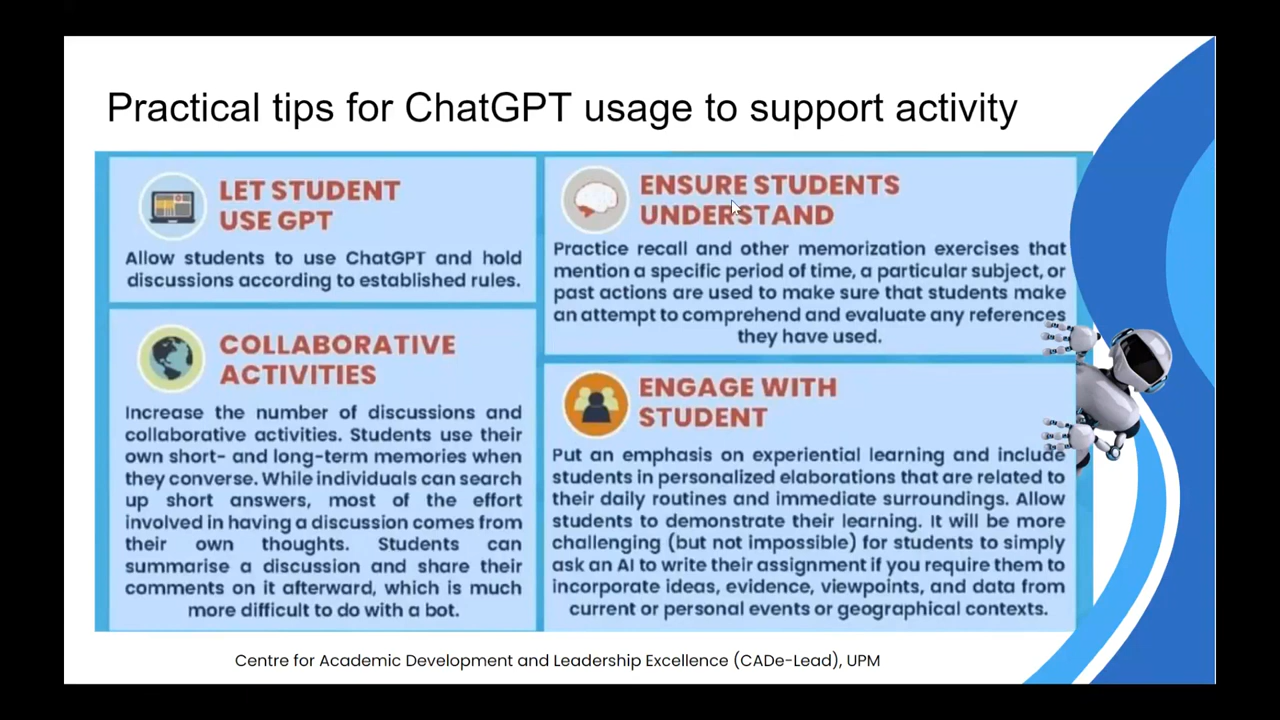 Practical tips for ChatGPT usage to support activity
LET STUDENT
USE GPT
Allow students to use ChatGPT and hold
discussions according to established rules.
COLLABORATIVE
ACTIVITIES
Increase the number of discussions and
collaborative activities. Students use their
own short- and long-term memories when
they converse. While individuals can search
up short answers, most of the effort
involved in having a discussion comes from
their own thoughts. Students can
summarise a discussion and share their
comments on it afterward, which is much
more difficult to do with a bot.
ENSURE STUDENTS
UNDERSTAND
Practice recall and other memorization exercises that
mention a specific period of time, a particular subject, or
past actions are used to make sure that students make
an attempt to comprehend and evaluate any references
they have used.
ENGAGE WITH
STUDENT
Put an emphasis on experiential learning and include
students in personalized elaborations that are related to
their daily routines and immediate surroundings. Allow
students to demonstrate their learning. It will be more
challenging (but not impossible) for students to simply
ask an AI to write their assignment if you require them to
incorporate ideas, evidence, viewpoints, and data from
current or personal events or geographical contexts.
Centre for Academic Development and Leadership Excellence (CADe-Lead), UPM